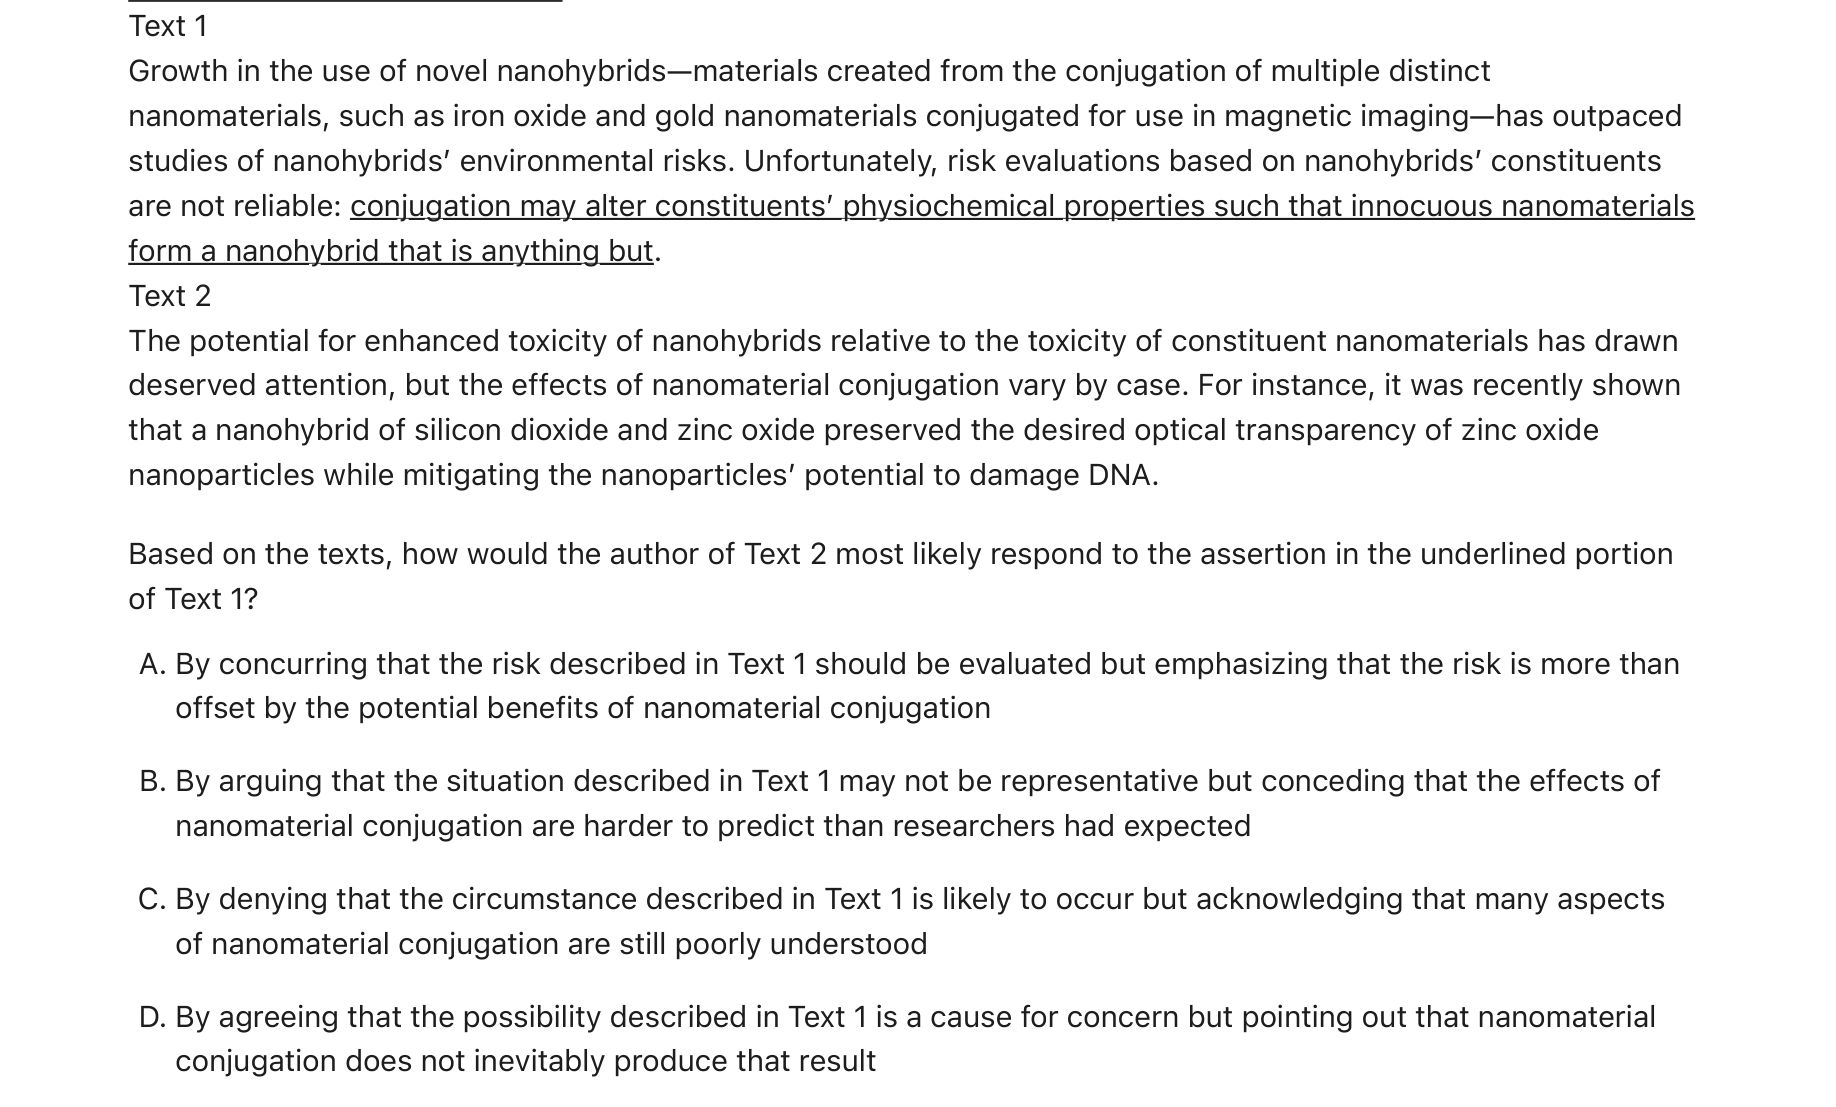 Text 1
Growth in the use of novel nanohybrids—materials created from the conjugation of multiple distinct
nanomaterials, such as iron oxide and gold nanomaterials conjugated for use in magnetic imaging—has outpaced
studies of nanohybrids’ environmental risks. Unfortunately, risk evaluations based on nanohybrids’ constituents
are not reliable: conjugation may alter constituents’ physiochemical properties such that innocuous nanomaterials
form a nanohybrid that is anything but.
Text 2
The potential for enhanced toxicity of nanohybrids relative to the toxicity of constituent nanomaterials has drawn
deserved attention, but the effects of nanomaterial conjugation vary by case. For instance, it was recently shown
that a nanohybrid of silicon dioxide and zinc oxide preserved the desired optical transparency of zinc oxide
nanoparticles while mitigating the nanoparticles’ potential to damage DNA.
Based on the texts, how would the author of Text 2 most likely respond to the assertion in the underlined portion
of Text 1?
A. By concurring that the risk described in Text 1 should be evaluated but emphasizing that the risk is more than
offset by the potential benefits of nanomaterial conjugation
B. By arguing that the situation described in Text 1 may not be representative but conceding that the effects of
nanomaterial conjugation are harder to predict than researchers had expected
C. By denying that the circumstance described in Text 1 is likely to occur but acknowledging that many aspects
of nanomaterial conjugation are still poorly understood
D. By agreeing that the possibility described in Text 1 is a cause for concern but pointing out that nanomaterial
conjugation does not inevitably produce that result